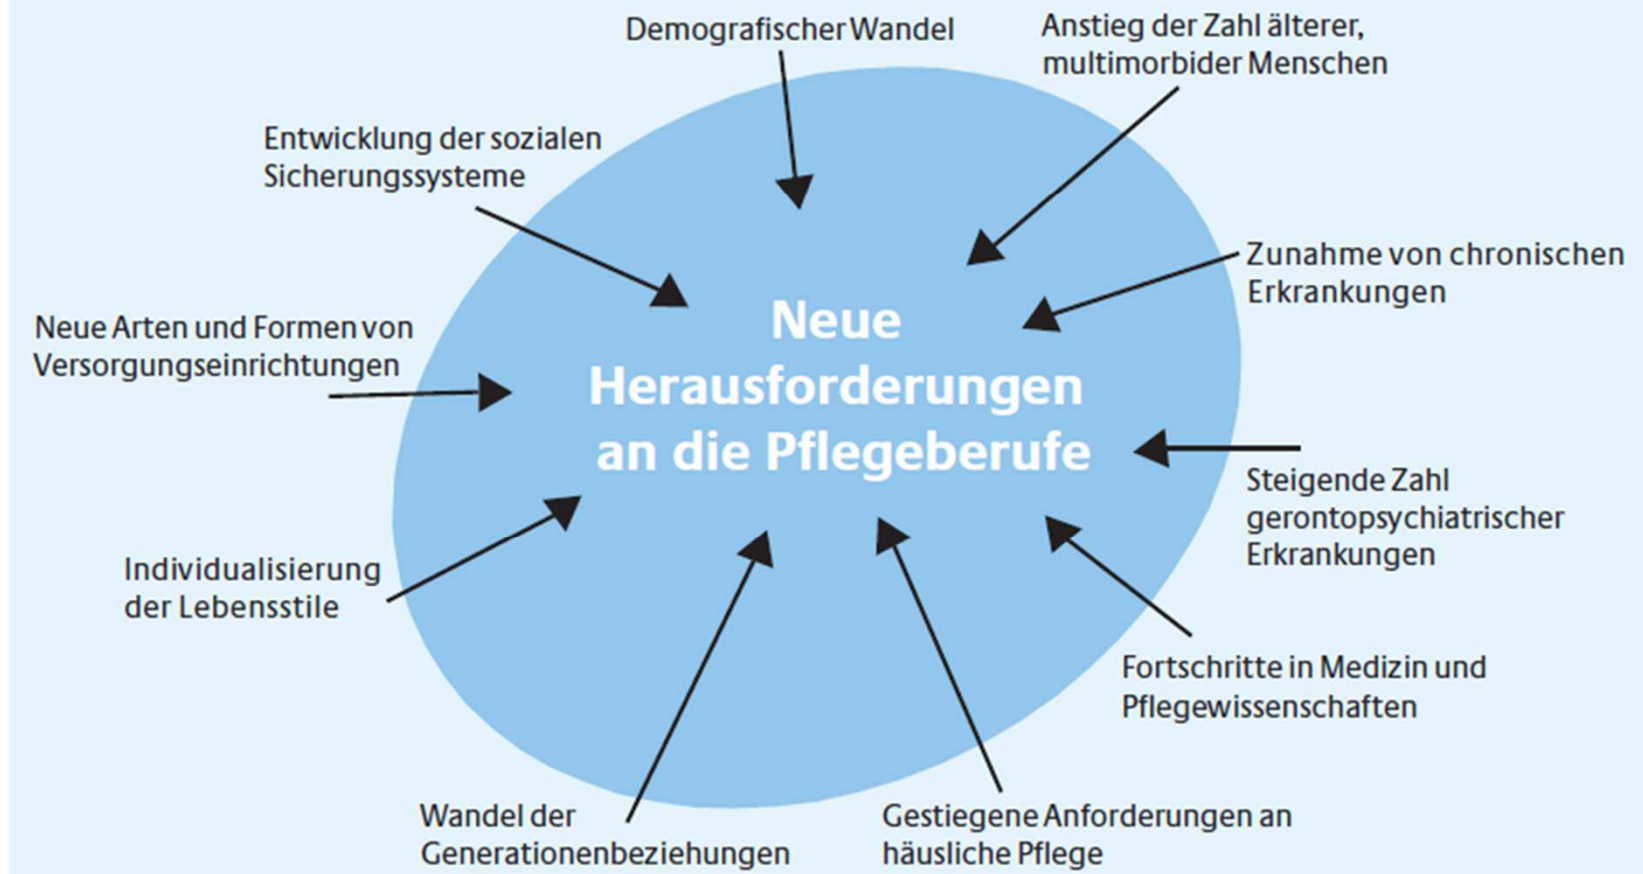 Demografischer Wandel
Anstieg der Zahl älterer,
multimorbider Menschen
Entwicklung der sozialen
Sicherungssysteme
Zunahme von chronischen
Erkrankungen
Neue Arten und Formen von
Versorgungseinrichtungen
Neue
Herausforderungen
an die Pflegeberufe
Steigende Zahl
gerontopsychiatrischer
Erkrankungen
Individualisierung
der Lebensstile
Fortschritte in Medizin und
Pflegewissenschaften
Wandel der
Generationenbeziehungen
Gestiegene Anforderungen an
häusliche Pflege